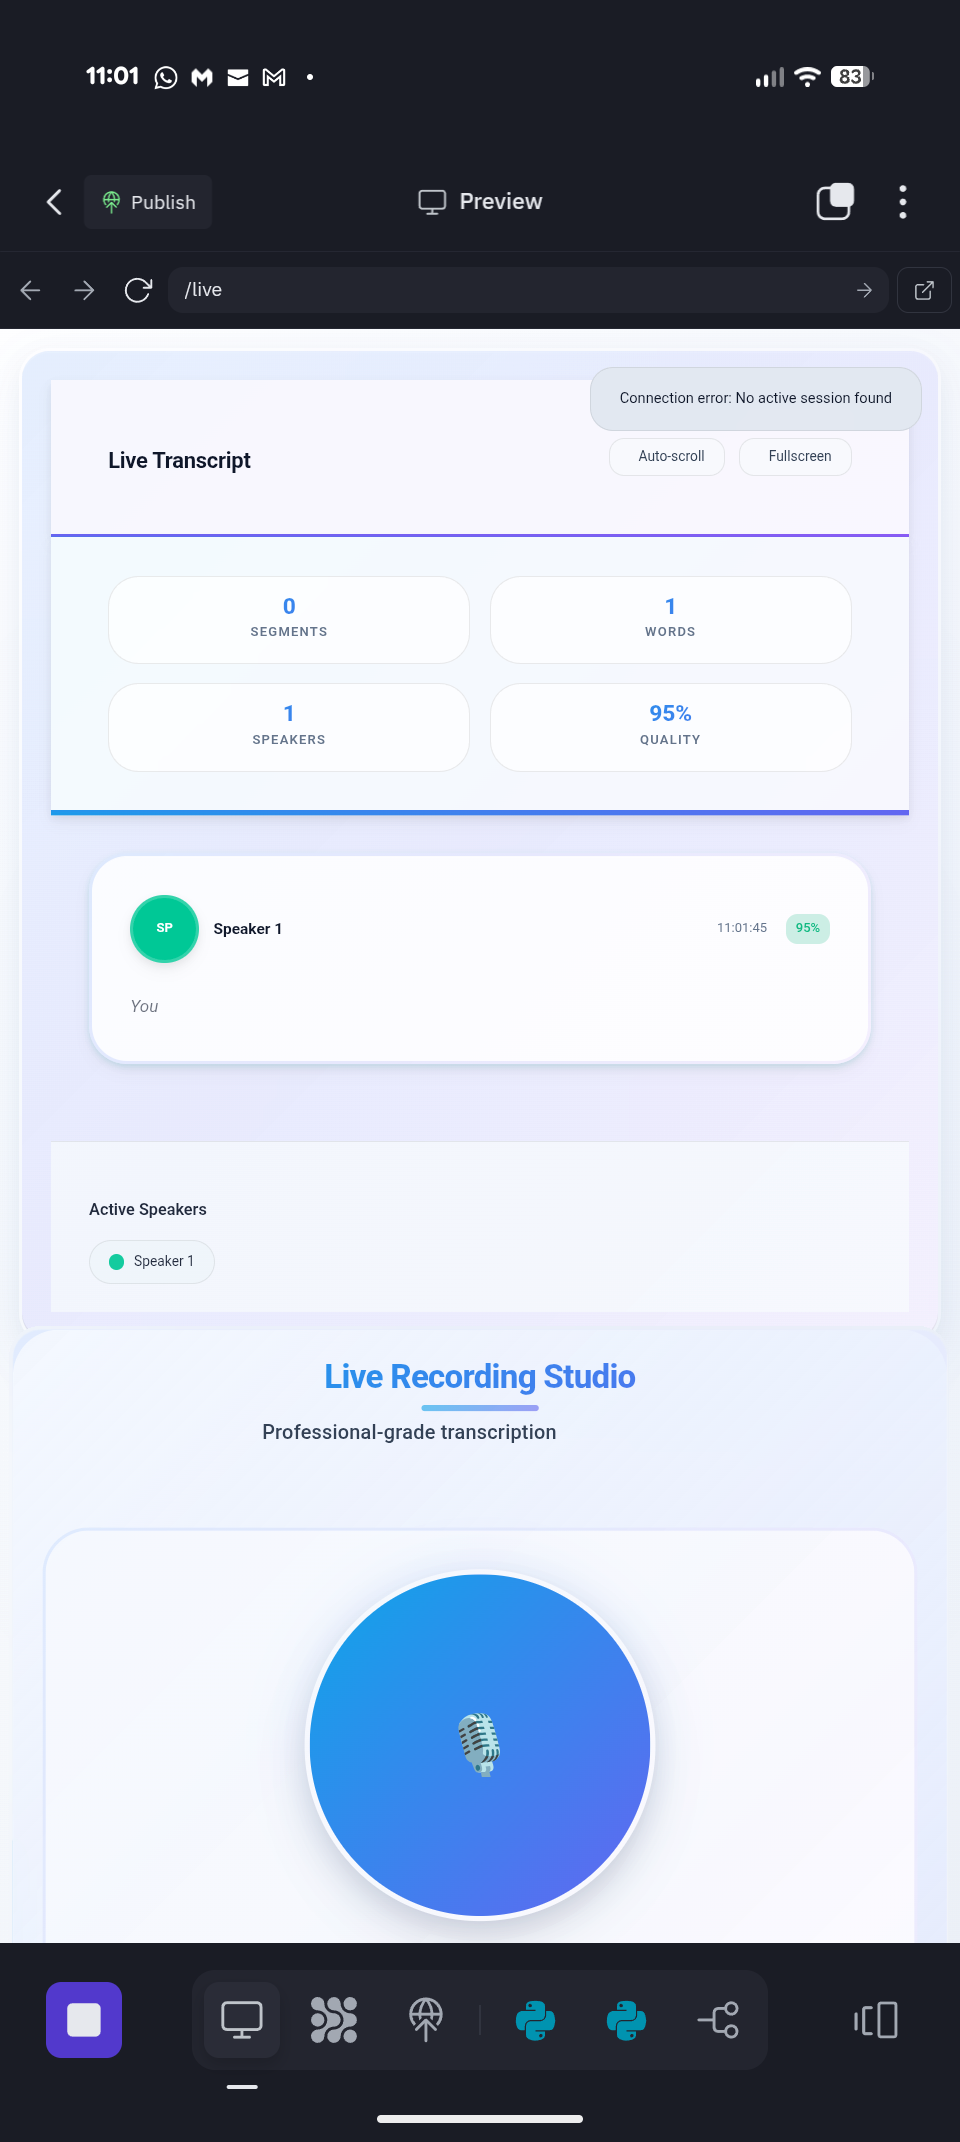 11:01
83
Publish
Preview
/live
Connection error: No active session found
Live Transcript
Auto-scroll
Fullscreen
0
SEGMENTS
1
WORDS
1
SPEAKERS
95%
QUALITY
SP
Speaker 1
11:01:45
95%
You
Active Speakers
Speaker 1
Live Recording Studio
Professional-grade transcription